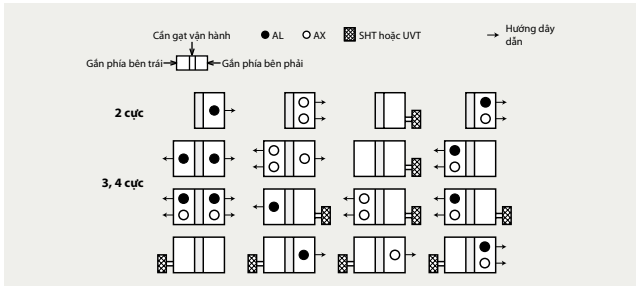 Cần gạt vận hành
AL
AX
SHT hoặc UVT
Hướng dây
dẫn
Gắn phía bên trái
Gắn phía bên phải
2 cực
3, 4 cực